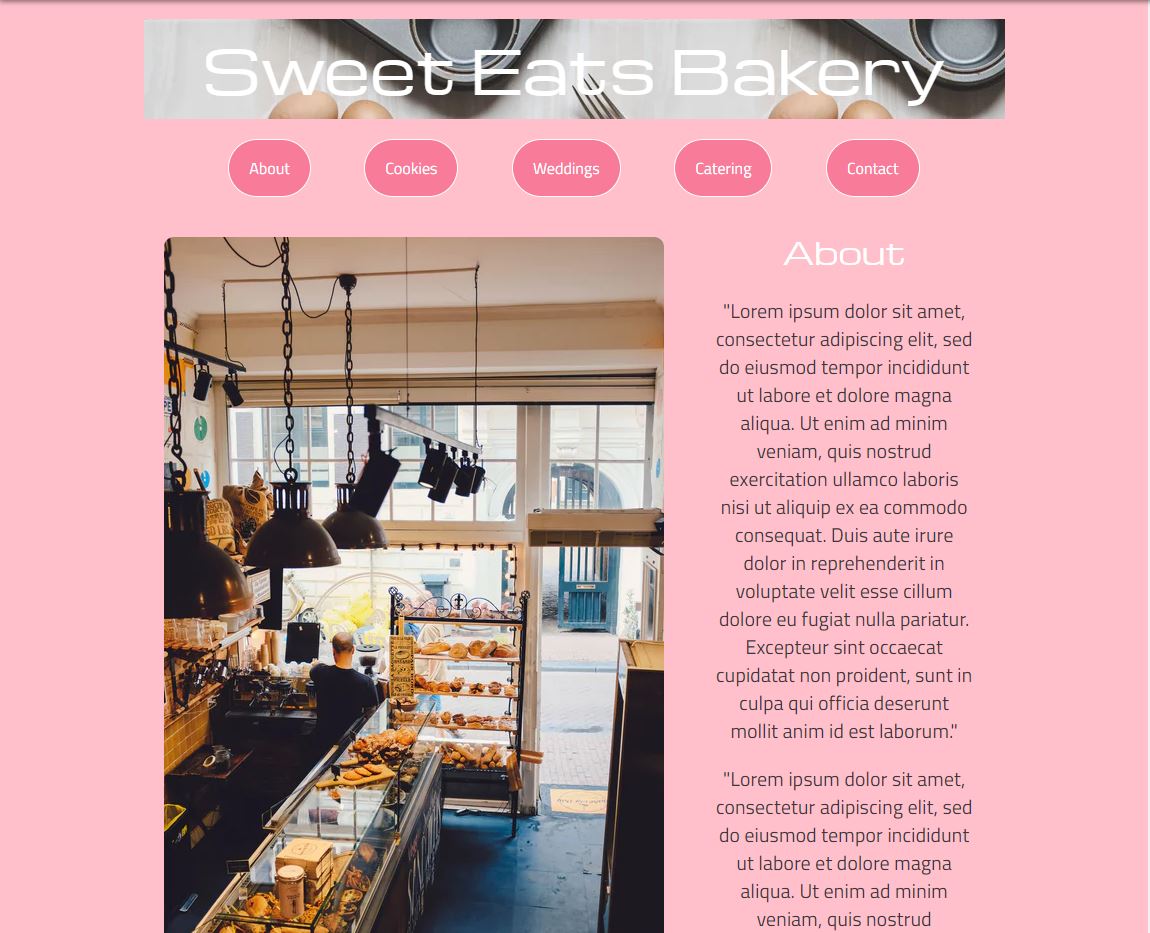 Sweet Eats Bakery
About
Cookies
Weddings
Catering
Contact
About
"Lorem ipsum dolor sit amet,
consectetur adipiscing elit, sed
do eiusmod tempor incididunt
ut labore et dolore magna
aliqua. Ut enim ad minim
veniam, quis nostrud
exercitation ullamco laboris
nisi ut aliquip ex ea commodo
consequat. Duis aute irure
dolor in reprehenderit in
voluptate velit esse cillum
dolore eu fugiat nulla pariatur.
Excepteur sint occaecat
cupidatat non proident, sunt in
culpa qui officia deserunt
mollit anim id est laborum."
"Lorem ipsum dolor sit amet,
consectetur adipiscing elit, sed
do eiusmod tempor incididunt
ut labore et dolore magna
aliqua. Ut enim ad minim
veniam, quis nostrud